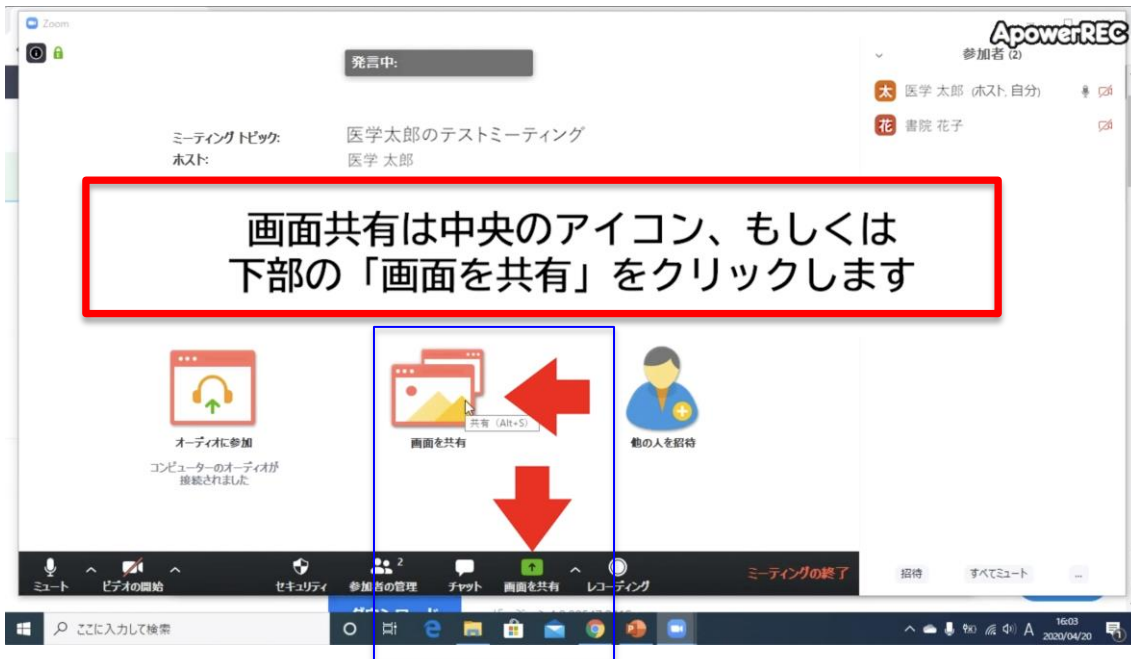 Zoom
ApowerREC
発言中:
参加者 (2)
太 医学 太郎 (ホスト, 自分)
花 書院 花子
ミーティング トピック: 医学太郎のテストミーティング
ホスト: 医学 太郎
画面共有は中央のアイコン、もしくは
下部の「画面を共有」をクリックします
共有 (Alt+S)
オーディオに参加
画面を共有
他の人を招待
コンピューターのオーディオが
接続されました
ミュート
ビデオの開始
セキュリティ
2
参加者の管理
チャット
画面を共有
レコーディング
ミーティングの終了
招待
すべてミュート
...
ここに入力して検索
A
16:03
2020/04/20